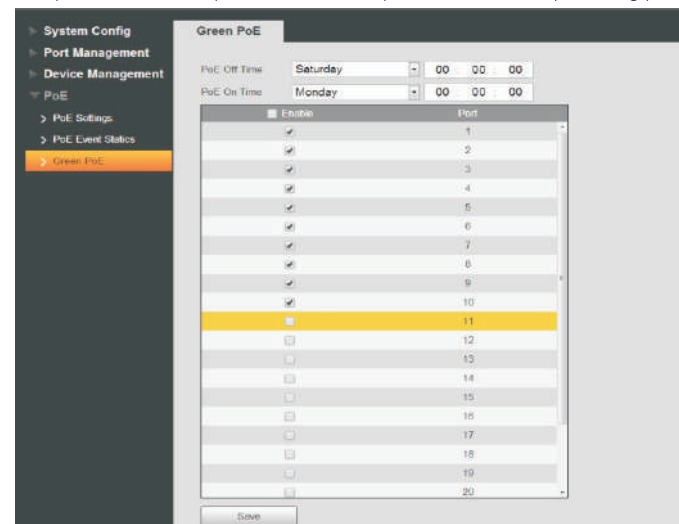 System Config
Green PoE
Port Management
Device Management
PoE Off Time Saturday 00 : 00 : 00
PoE
PoE On Time Monday 00 : 00 : 00
PoE Settings
Enable Port
PoE Event Statics
1
2
Green PoE
3
4
5
6
7
8
9
10
11
12
13
14
15
16
17
18
19
20
Save